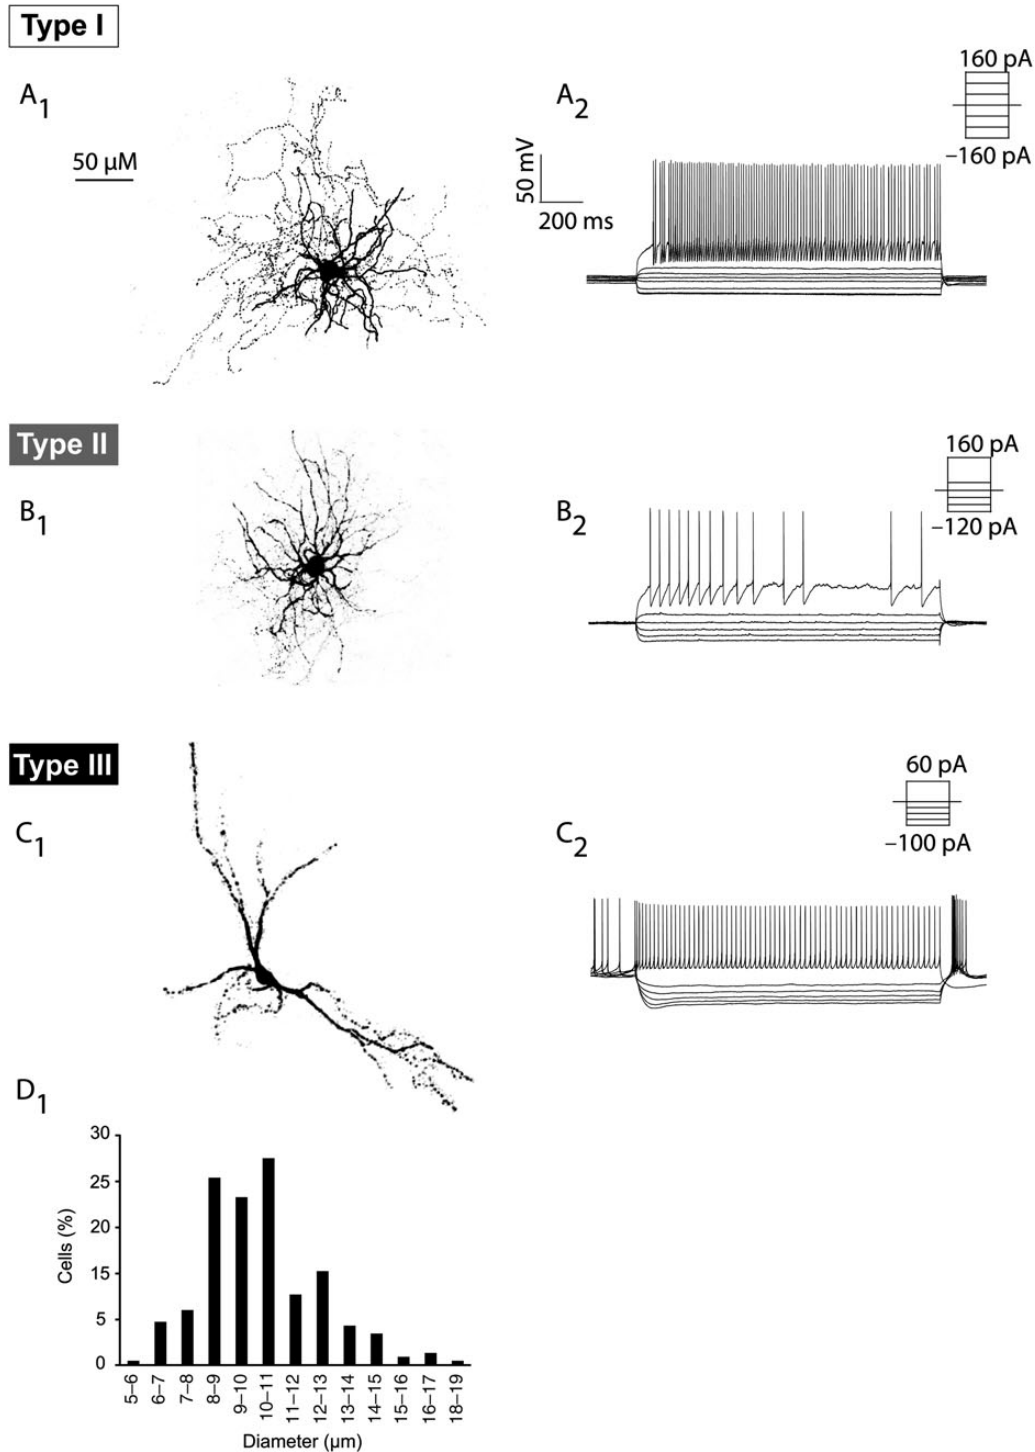 Type I
A1
50 µM
A2
50 mV
200 ms
160 pA
−160 pA
Type II
B1
B2
160 pA
−120 pA
Type III
C1
C2
60 pA
−100 pA
D1
Cells (%)
30
25
20
15
5
0
5–6
6–7
7–8
8–9
9–10
10–11
11–12
12–13
13–14
14–15
15–16
16–17
18–19
Diameter (µm)